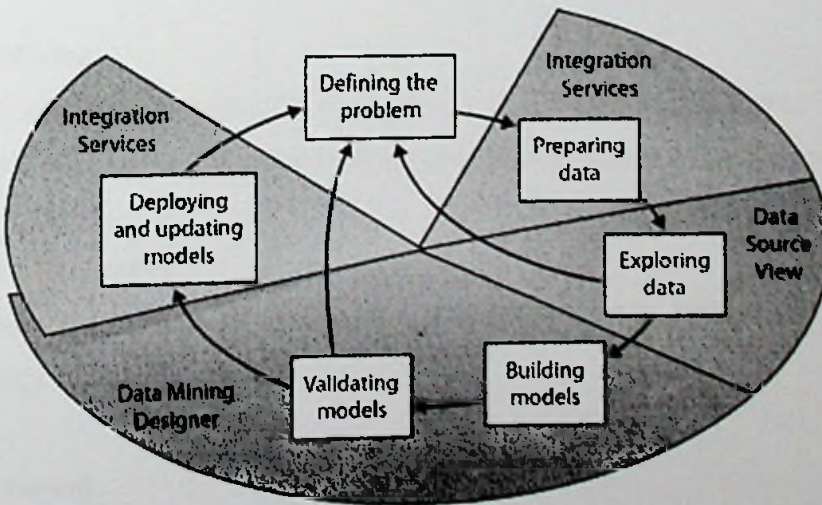 Defining the
problem
Integration
Services
Preparing
data
Integration
Services
Deploying
and updating
models
Data
Source
View
Exploring
data
Building
models
Validating
models
Data Mining
Designer